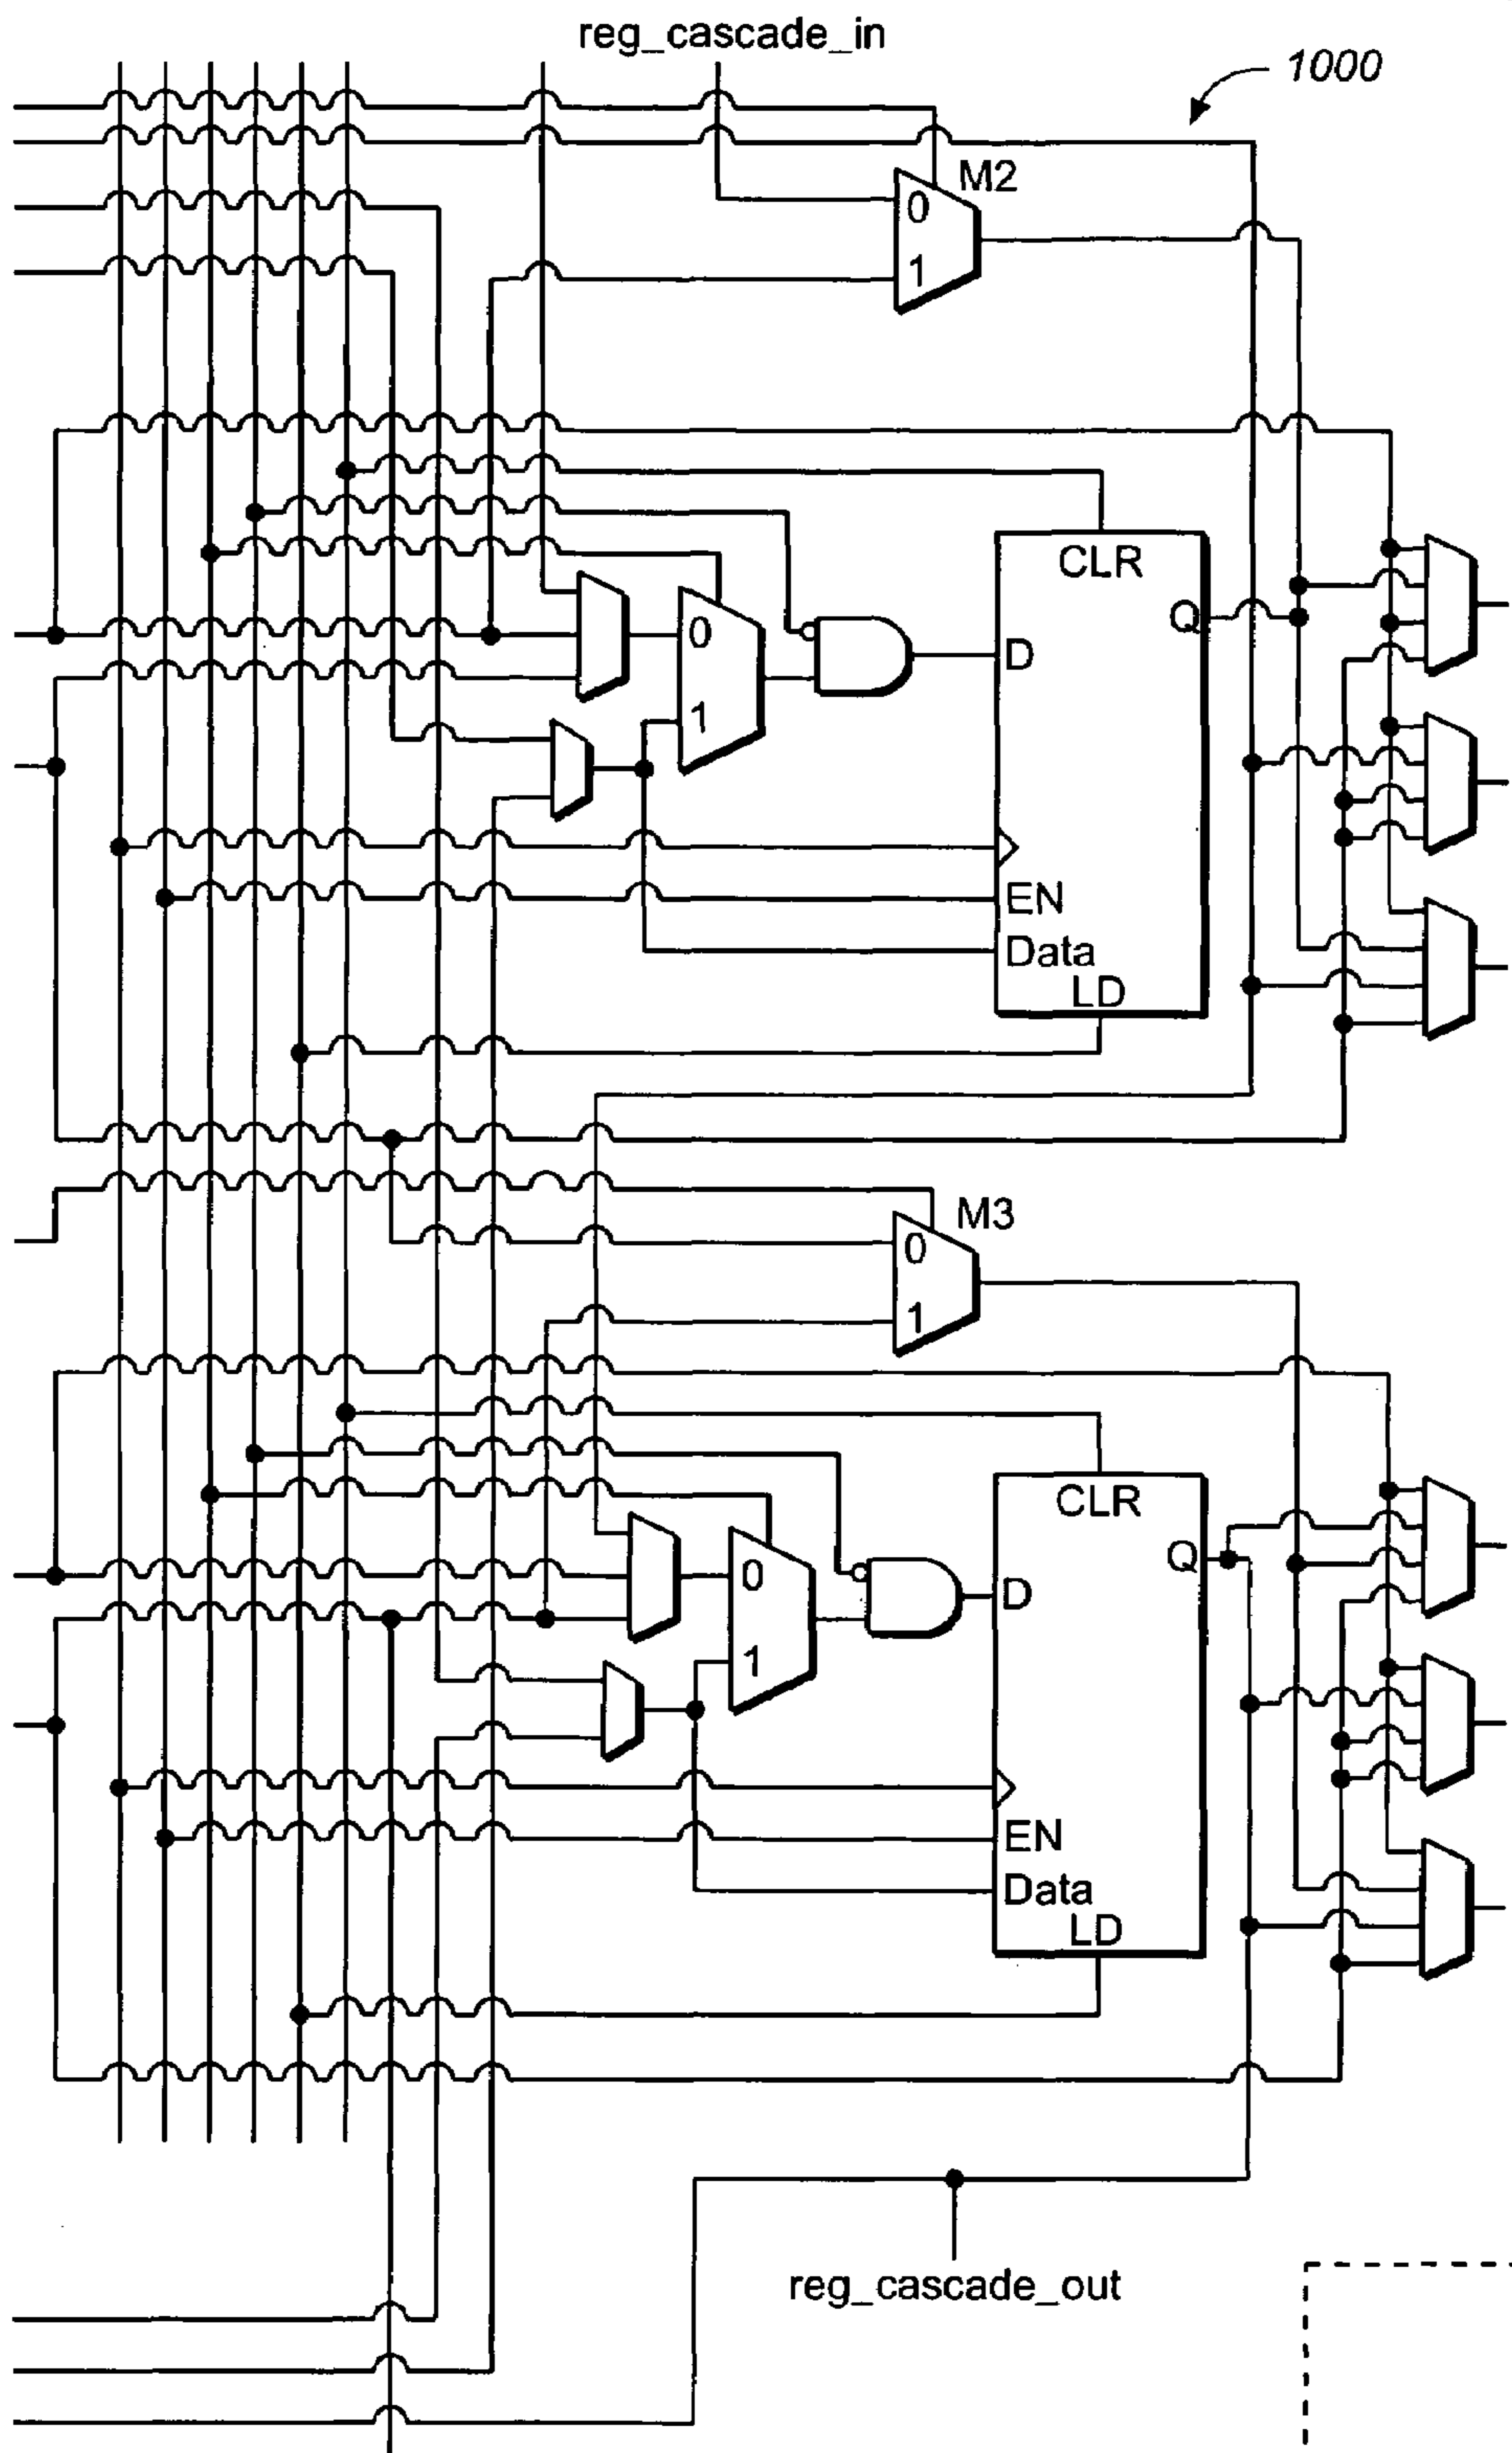 reg_cascade_in
1000
M2
0
1
CLR
Q
0
D
1
EN
Data
LD
M3
0
1
CLR
Q
0
D
1
EN
Data
LD
reg_cascade_out